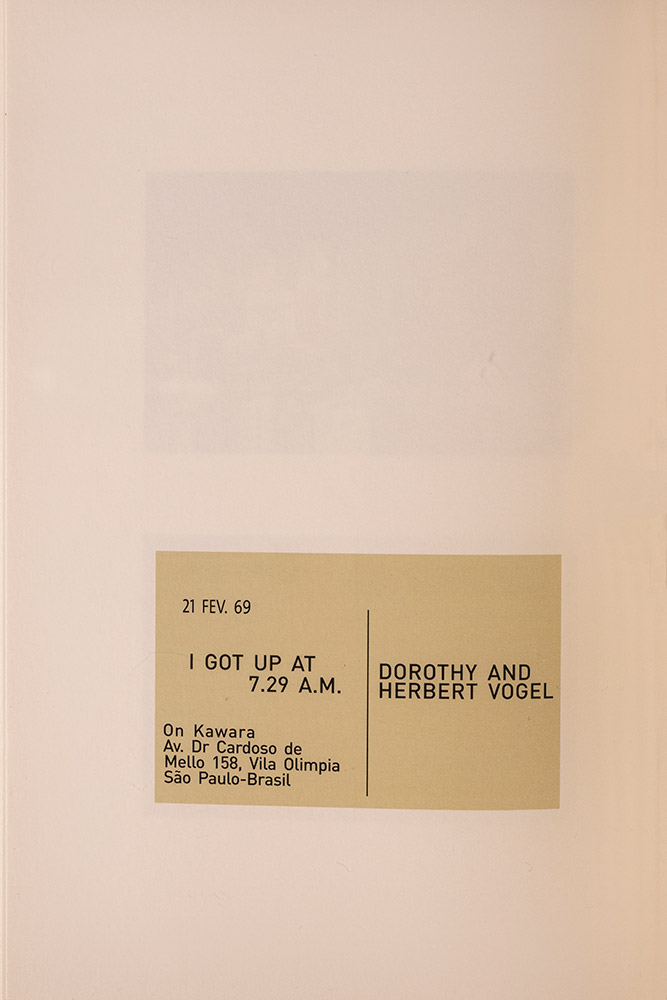 21 FEV. 69
I GOT UP AT
7.29 A.M.
On Kawara
Av. Dr Cardoso de
Mello 158, Vila Olimpia
São Paulo-Brasil
DOROTHY AND
HERBERT VOGEL